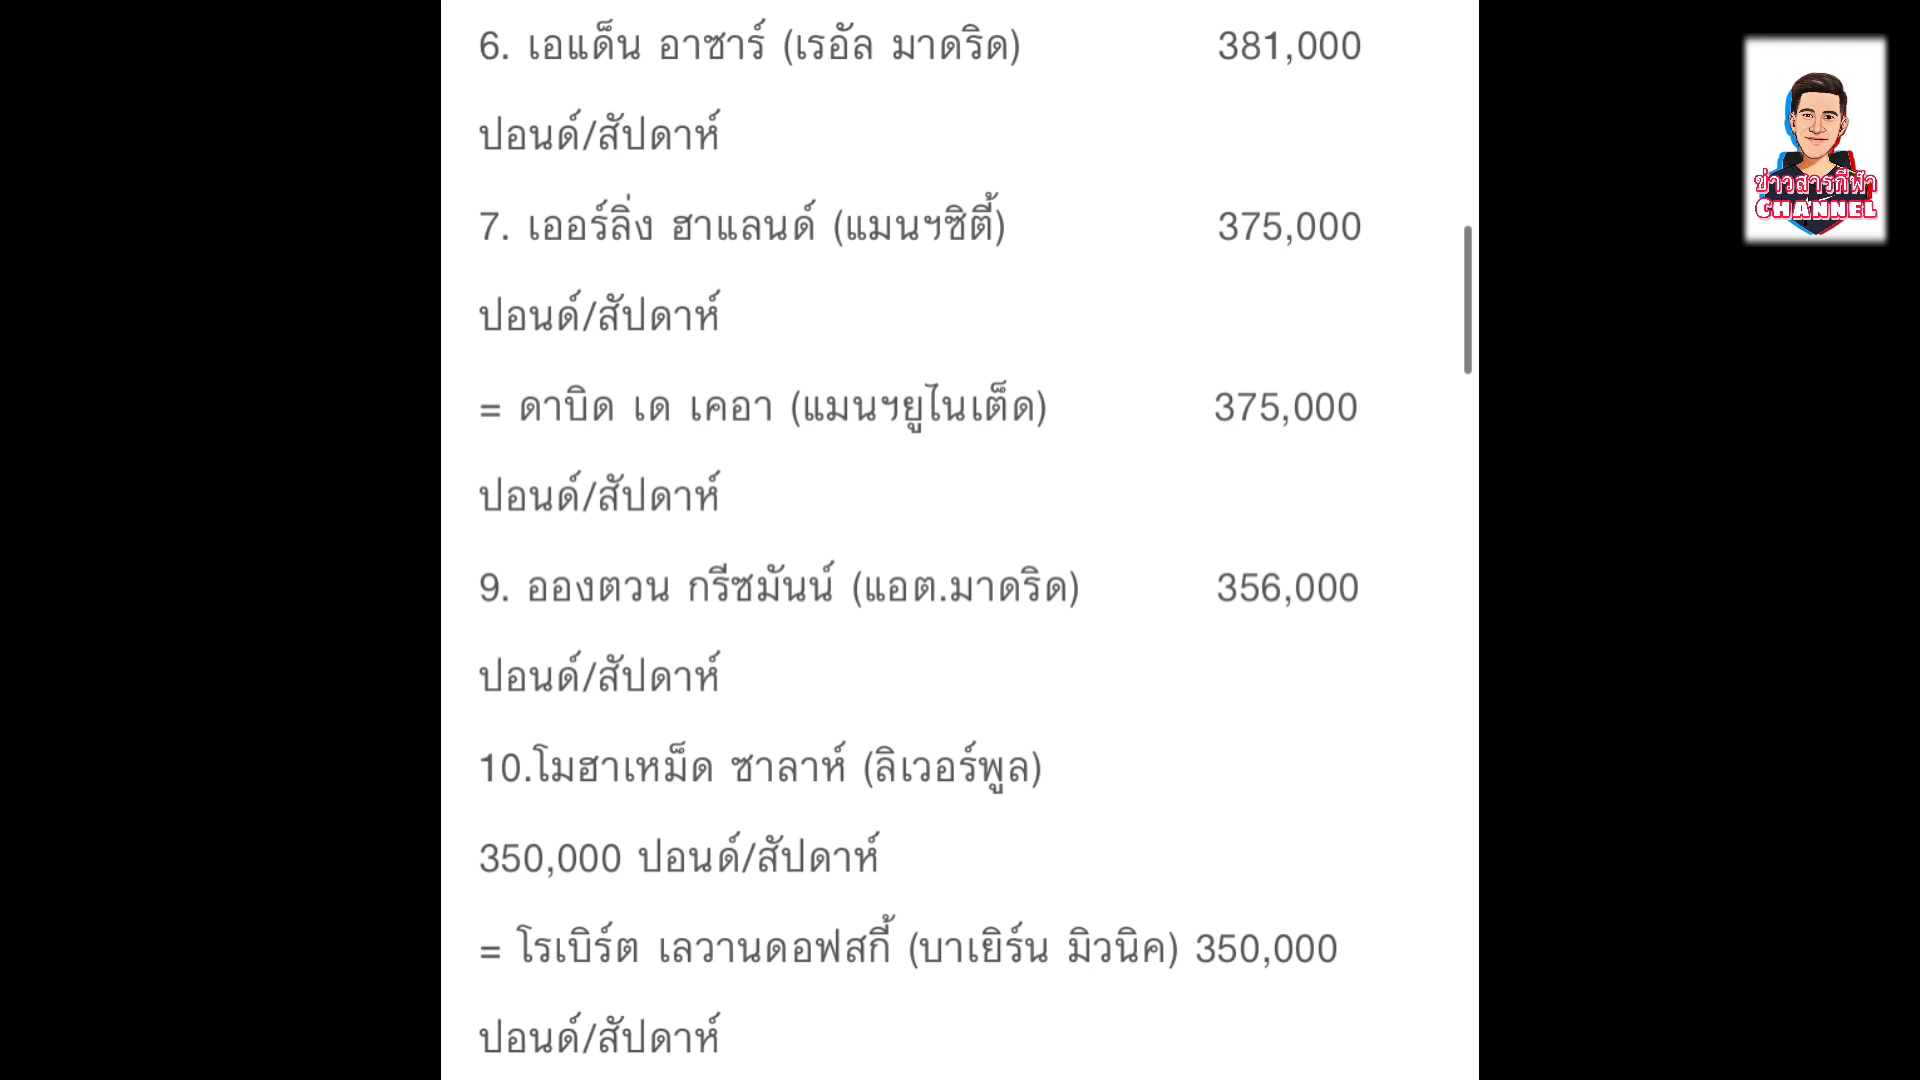 6. เอแด็น อาซาร์ (เรอัล มาดริด) 381,000
ปอนด์/สัปดาห์
7. เออร์ลิ่ง ฮาแลนด์ (แมนฯซิตี้) 375,000
ปอนด์/สัปดาห์
= ดาบิด เด เคอา (แมนฯยูไนเต็ด) 375,000
ปอนด์/สัปดาห์
9. อองตวน กรีซมันน์ (แอต.มาดริด) 356,000
ปอนด์/สัปดาห์
10.โมฮาเหม็ด ซาลาห์ (ลิเวอร์พูล)
350,000 ปอนด์/สัปดาห์
= โรเบิร์ต เลวานดอฟสกี้ (บาเยิร์น มิวนิค) 350,000
ปอนด์/สัปดาห์
ข่าวสารกีฬา
CHANNEL